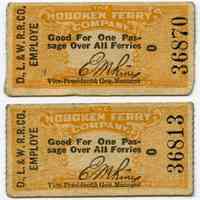 D., L. & W. R.R. CO.
EMPLOYE
THE
HOBOKEN FERRY
COMPANY.
Good For One Pas-
sage Over All Ferries
O
Vice-President & Gen. Manager
36870
D., L. & W. R.R. CO.
EMPLOYE
THE
HOBOKEN FERRY
COMPANY.
Good For One Pas-
sage Over All Ferries
O
Vice-President & Gen. Manager
36813